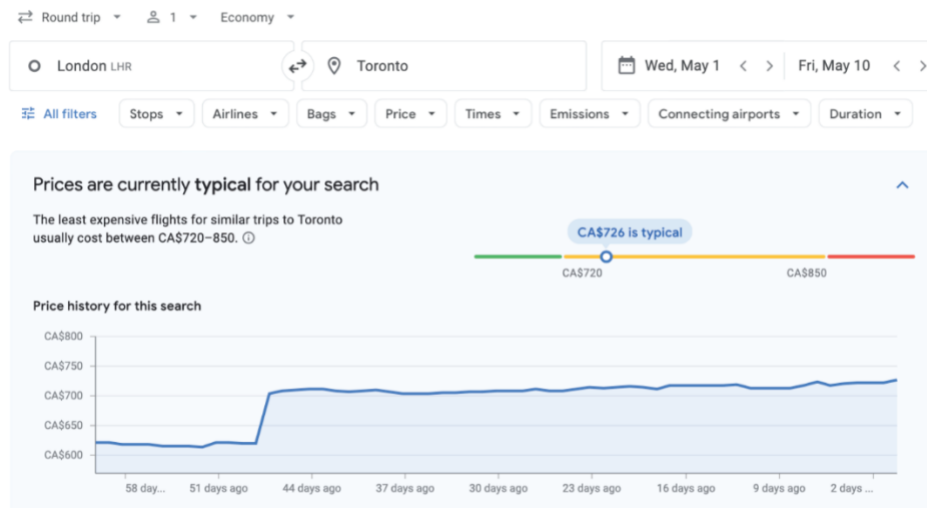 Round trip 1 Economy
London LHR Toronto Wed, May 1 Fri, May 10
All filters Stops Airlines Bags Price Times Emissions Connecting airports Duration
Prices are currently typical for your search
The least expensive flights for similar trips to Toronto
usually cost between CA$720–850.
CA$726 is typical
CA$720 CA$850
Price history for this search
CA$800
CA$750
CA$700
CA$650
CA$600
58 day... 51 days ago 44 days ago 37 days ago 30 days ago 23 days ago 16 days ago 9 days ago 2 days ...